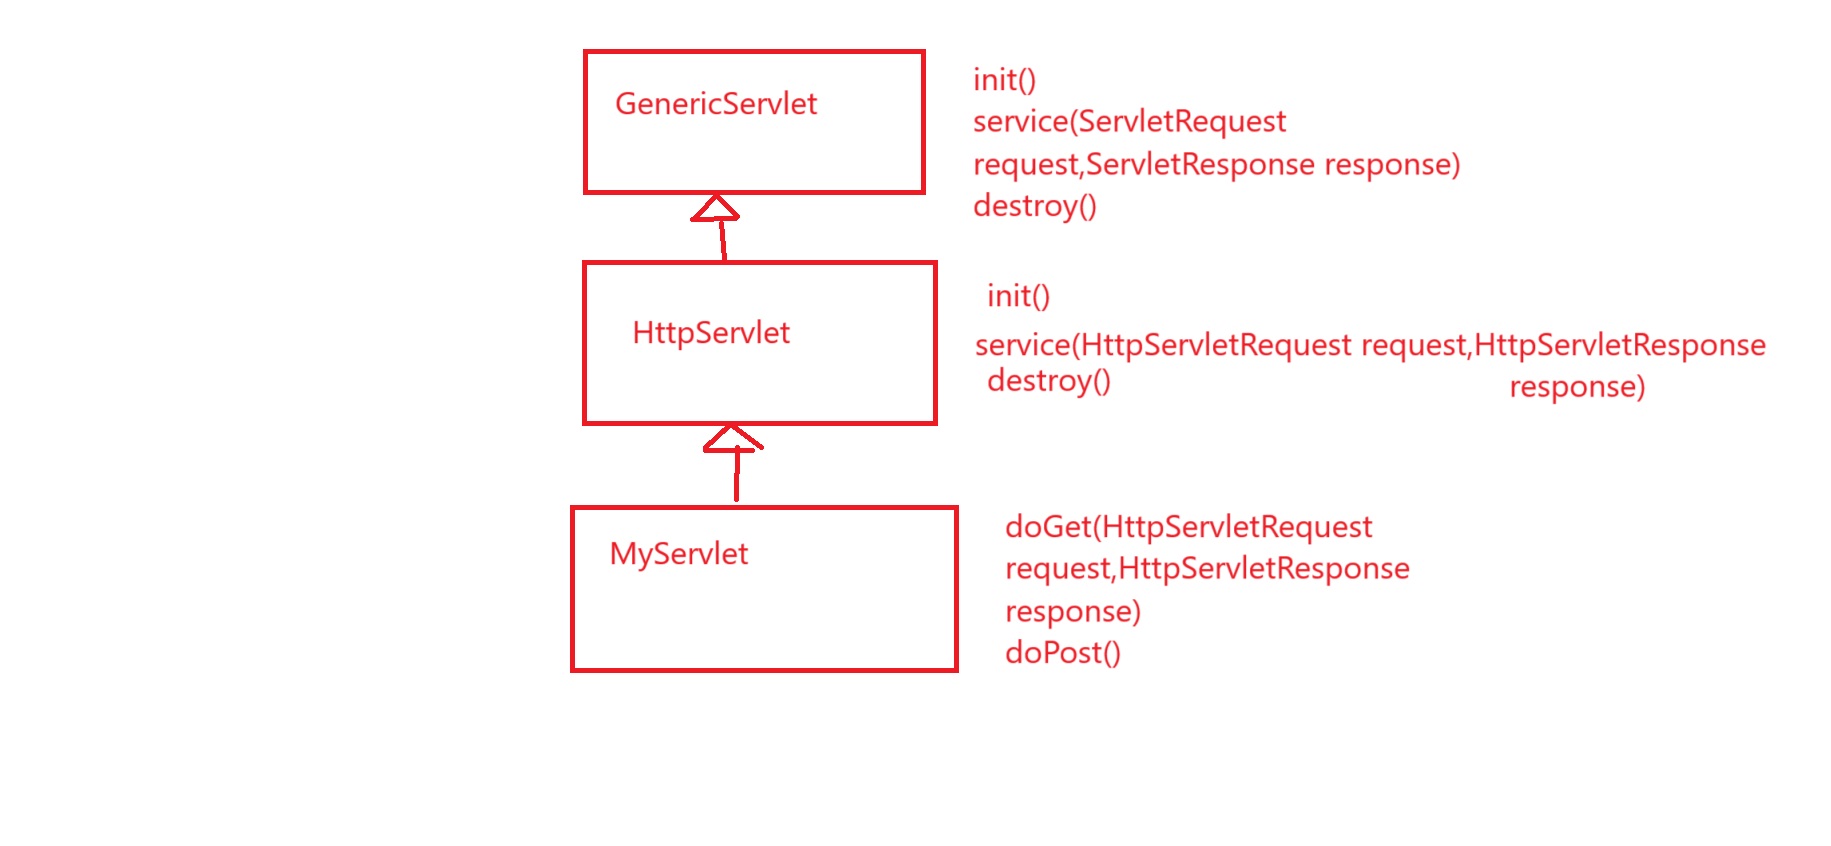 GenericServlet
init()
service(ServletRequest
request,ServletResponse response)
destroy()
HttpServlet
init()
service(HttpServletRequest request,HttpServletResponse
destroy()
response)
MyServlet
doGet(HttpServletRequest
request,HttpServletResponse
response)
doPost()